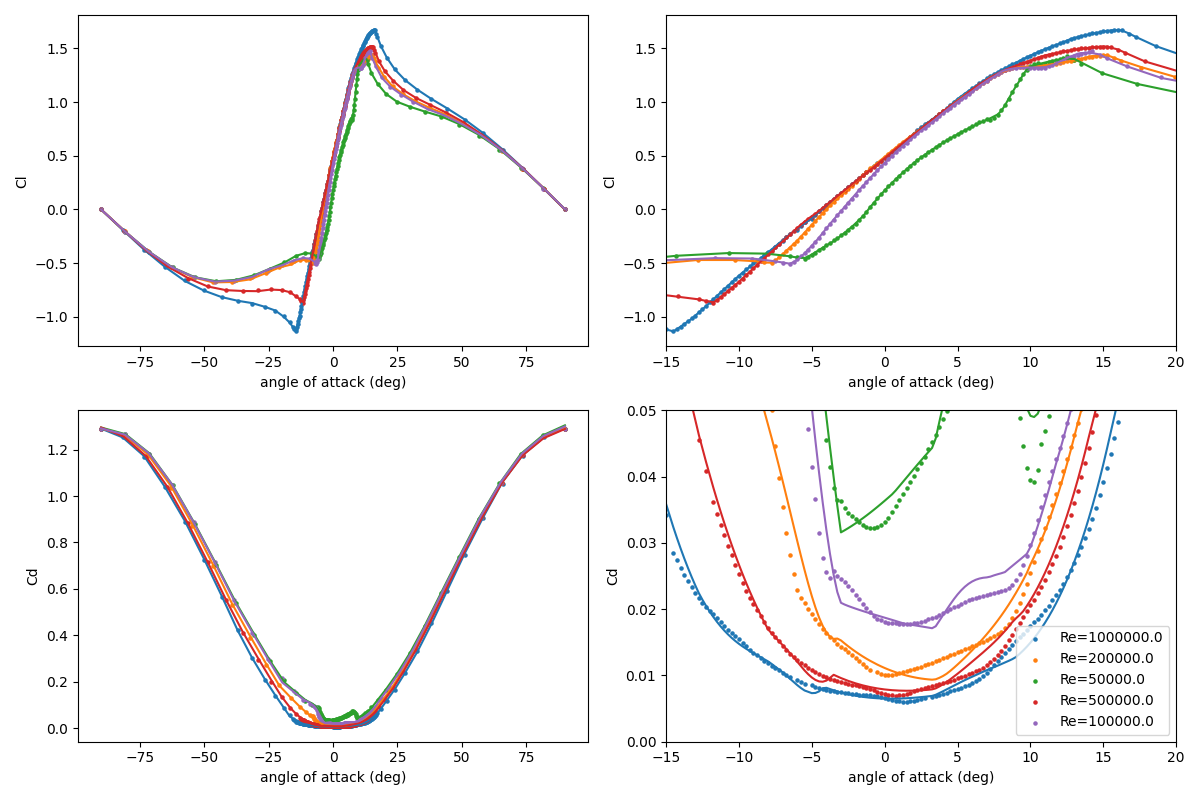 1.5
1.0
0.5
0.0
−0.5
−1.0
Cl
−75 −50 −25 0 25 50 75
angle of attack (deg)
1.5
1.0
0.5
0.0
−0.5
−1.0
Cl
−15 −10 −5 0 5 10 15 20
angle of attack (deg)
1.2
1.0
0.8
0.6
0.4
0.2
0.0
Cd
−75 −50 −25 0 25 50 75
angle of attack (deg)
0.05
0.04
0.03
0.02
0.01
0.00
Cd
Re=1000000.0
Re=200000.0
Re=50000.0
Re=500000.0
Re=100000.0
−15 −10 −5 0 5 10 15 20
angle of attack (deg)